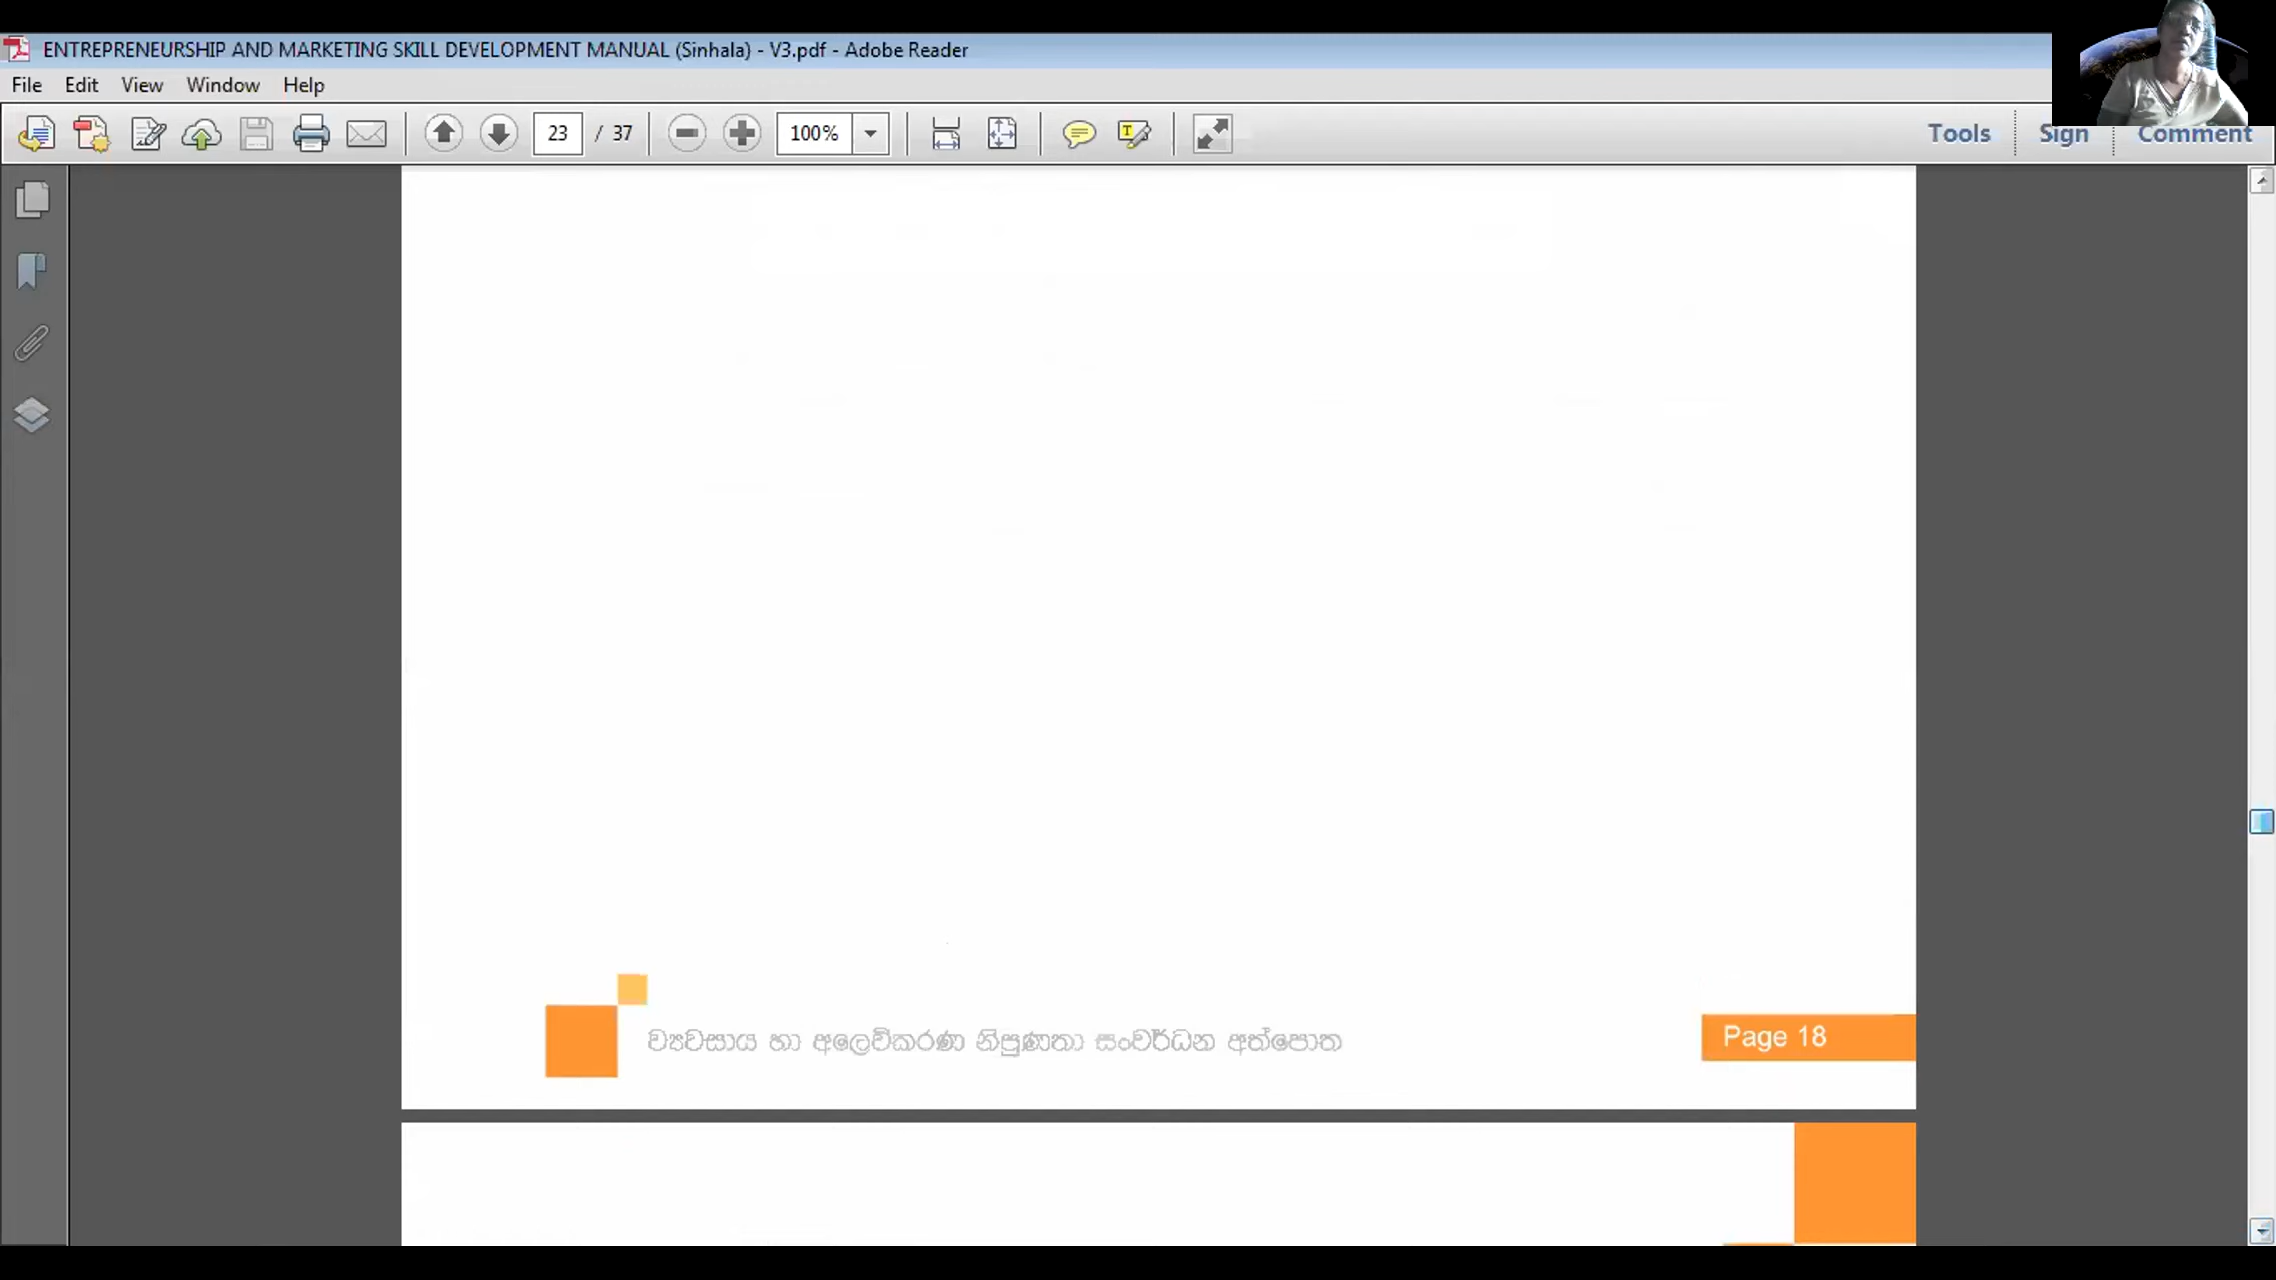 ENTREPRENEURSHIP AND MARKETING SKILL DEVELOPMENT MANUAL (Sinhala) - V3.pdf - Adobe Reader
File Edit View Window Help
23 / 37 100% Tools Sign Comment
ව්‍යවසාය හා අලෙවිකරණ නිපුණතා සංවර්ධන අත්පොත
Page 18